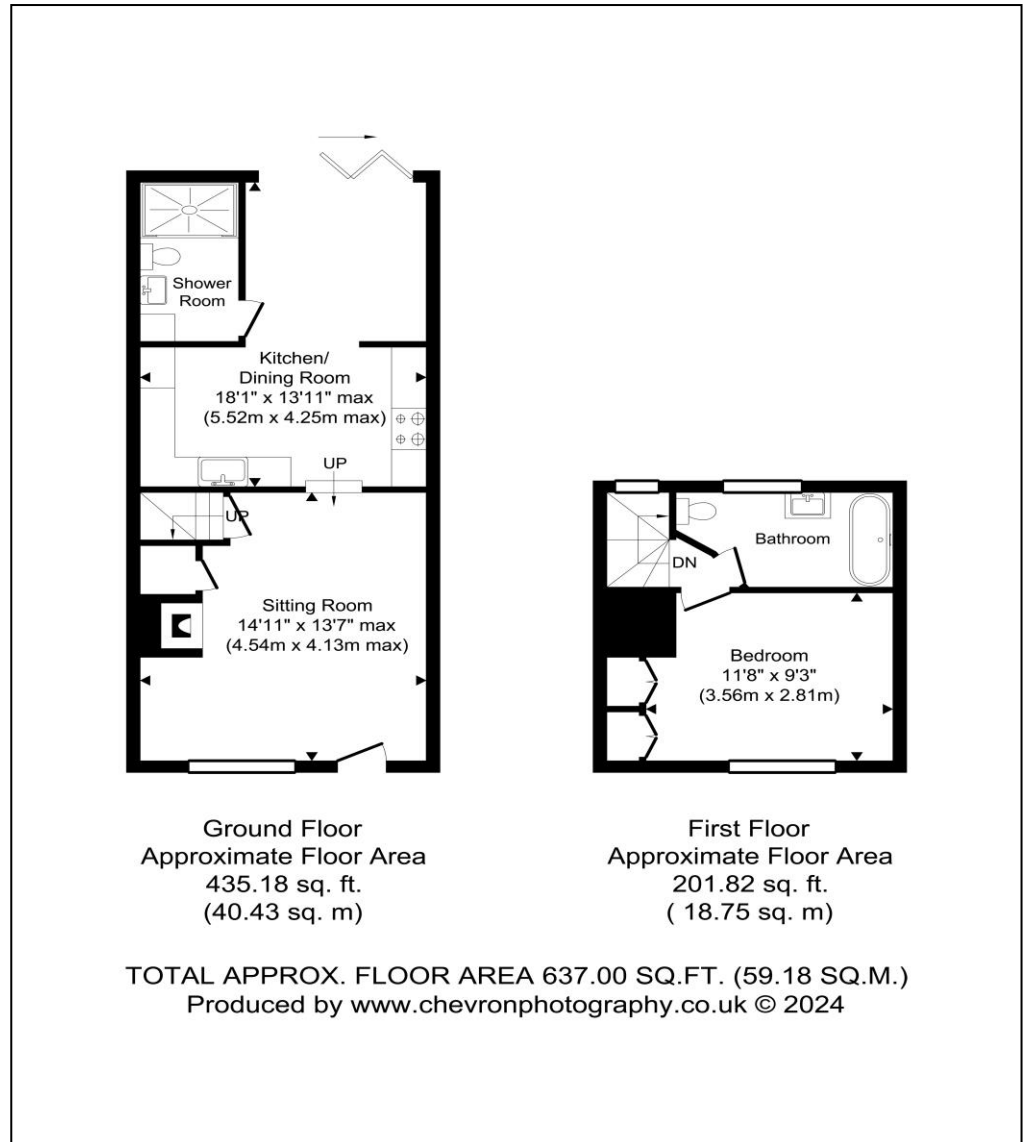 Shower
Room
Kitchen/
Dining Room
18'1" x 13'11" max
(5.52m x 4.25m max)
UP
UP
Sitting Room
14'11" x 13'7" max
(4.54m x 4.13m max)
Ground Floor
Approximate Floor Area
435.18 sq. ft.
(40.43 sq. m)
Bathroom
DN
Bedroom
11'8" x 9'3"
(3.56m x 2.81m)
First Floor
Approximate Floor Area
201.82 sq. ft.
( 18.75 sq. m)
TOTAL APPROX. FLOOR AREA 637.00 SQ.FT. (59.18 SQ.M.)
Produced by www.chevronphotography.co.uk © 2024